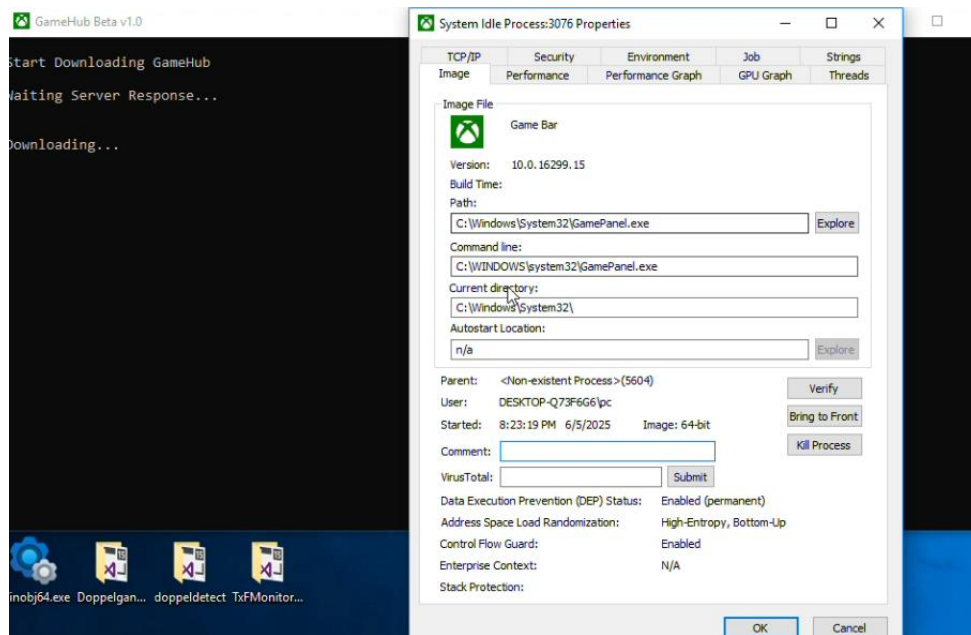 GameHub Beta v1.0
Start Downloading GameHub
Waiting Server Response...
Downloading...
System Idle Process:3076 Properties
TCP/IP Security Environment Job Strings
Image Performance Performance Graph GPU Graph Threads
Image File
Game Bar
Version: 10.0.16299.15
Build Time:
Path:
C:\Windows\System32\GamePanel.exe Explore
Command line:
C:\WINDOWS\system32\GamePanel.exe
Current directory:
C:\Windows\System32\
Autostart Location:
n/a Explore
Parent: <Non-existent Process>(5604)
Verify
User: DESKTOP-Q73F6G6\pc
Bring to Front
Started: 8:23:19 PM 6/5/2025 Image: 64-bit
Kill Process
Comment:
VirusTotal: Submit
Data Execution Prevention (DEP) Status: Enabled (permanent)
Address Space Load Randomization: High-Entropy, Bottom-Up
Control Flow Guard: Enabled
Enterprise Context: N/A
Stack Protection:
OK Cancel
inobj64.exe Doppelgan... doppeldetect TxFMonitor...